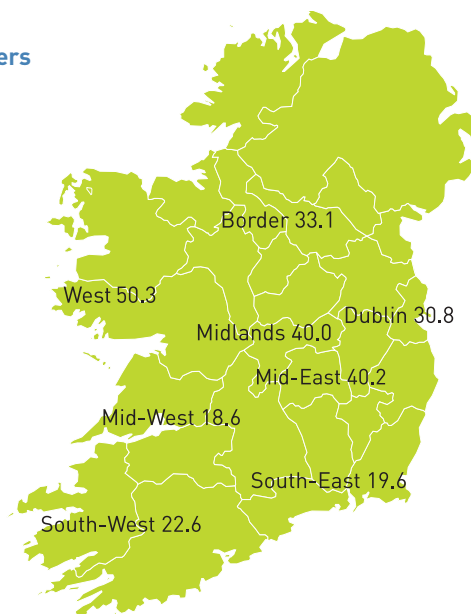 ers
Border 33.1
West 50.3
Dublin 30.8
Midlands 40.0
Mid-East 40.2
Mid-West 18.6
South-East 19.6
South-West 22.6